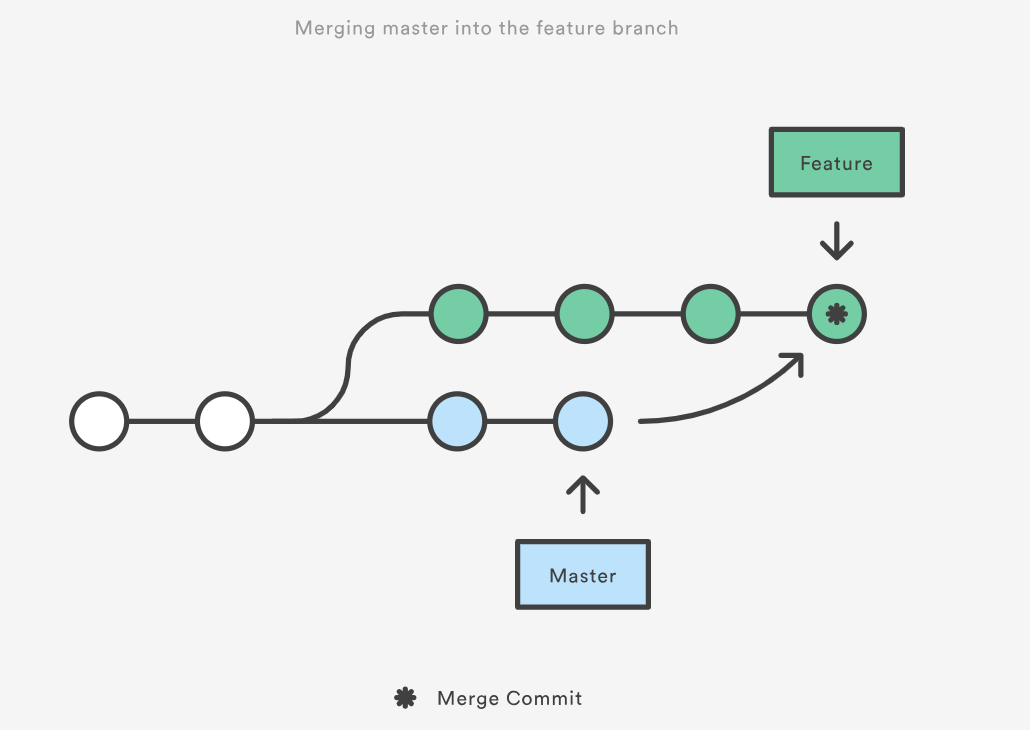 Merging master into the feature branch
Feature
Master
Merge Commit